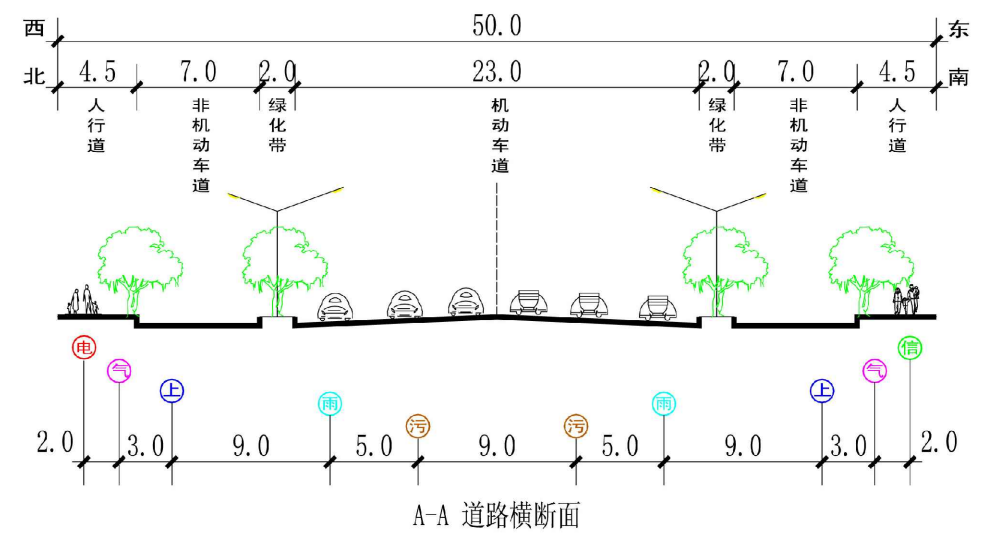 西 50.0 东
北 4.5 7.0 2.0 23.0 2.0 7.0 4.5 南
人行道 非机动车道 绿化带 机动车道 绿化带 非机动车道 人行道
电 信
气 气
上 上
雨 雨
污 污
2.0 3.0 9.0 5.0 9.0 5.0 9.0 3.0 2.0
A-A 道路横断面